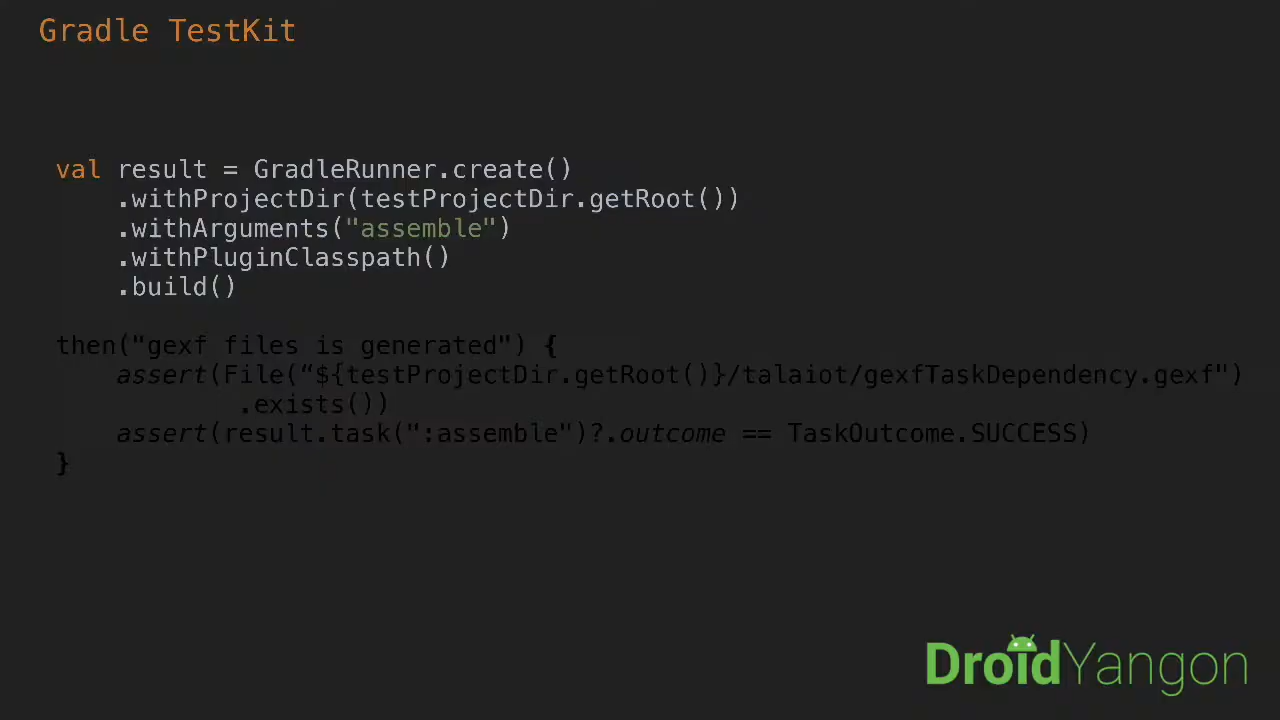 Gradle TestKit
val result = GradleRunner.create()
.withProjectDir(testProjectDir.getRoot())
.withArguments("assemble")
.withPluginClasspath()
.build()
then("gexf files is generated") {
assert(File(“${testProjectDir.getRoot()}/talaiot/gexfTaskDependency.gexf")
.exists())
assert(result.task(":assemble")?.outcome == TaskOutcome.SUCCESS)
}
DroidYangon